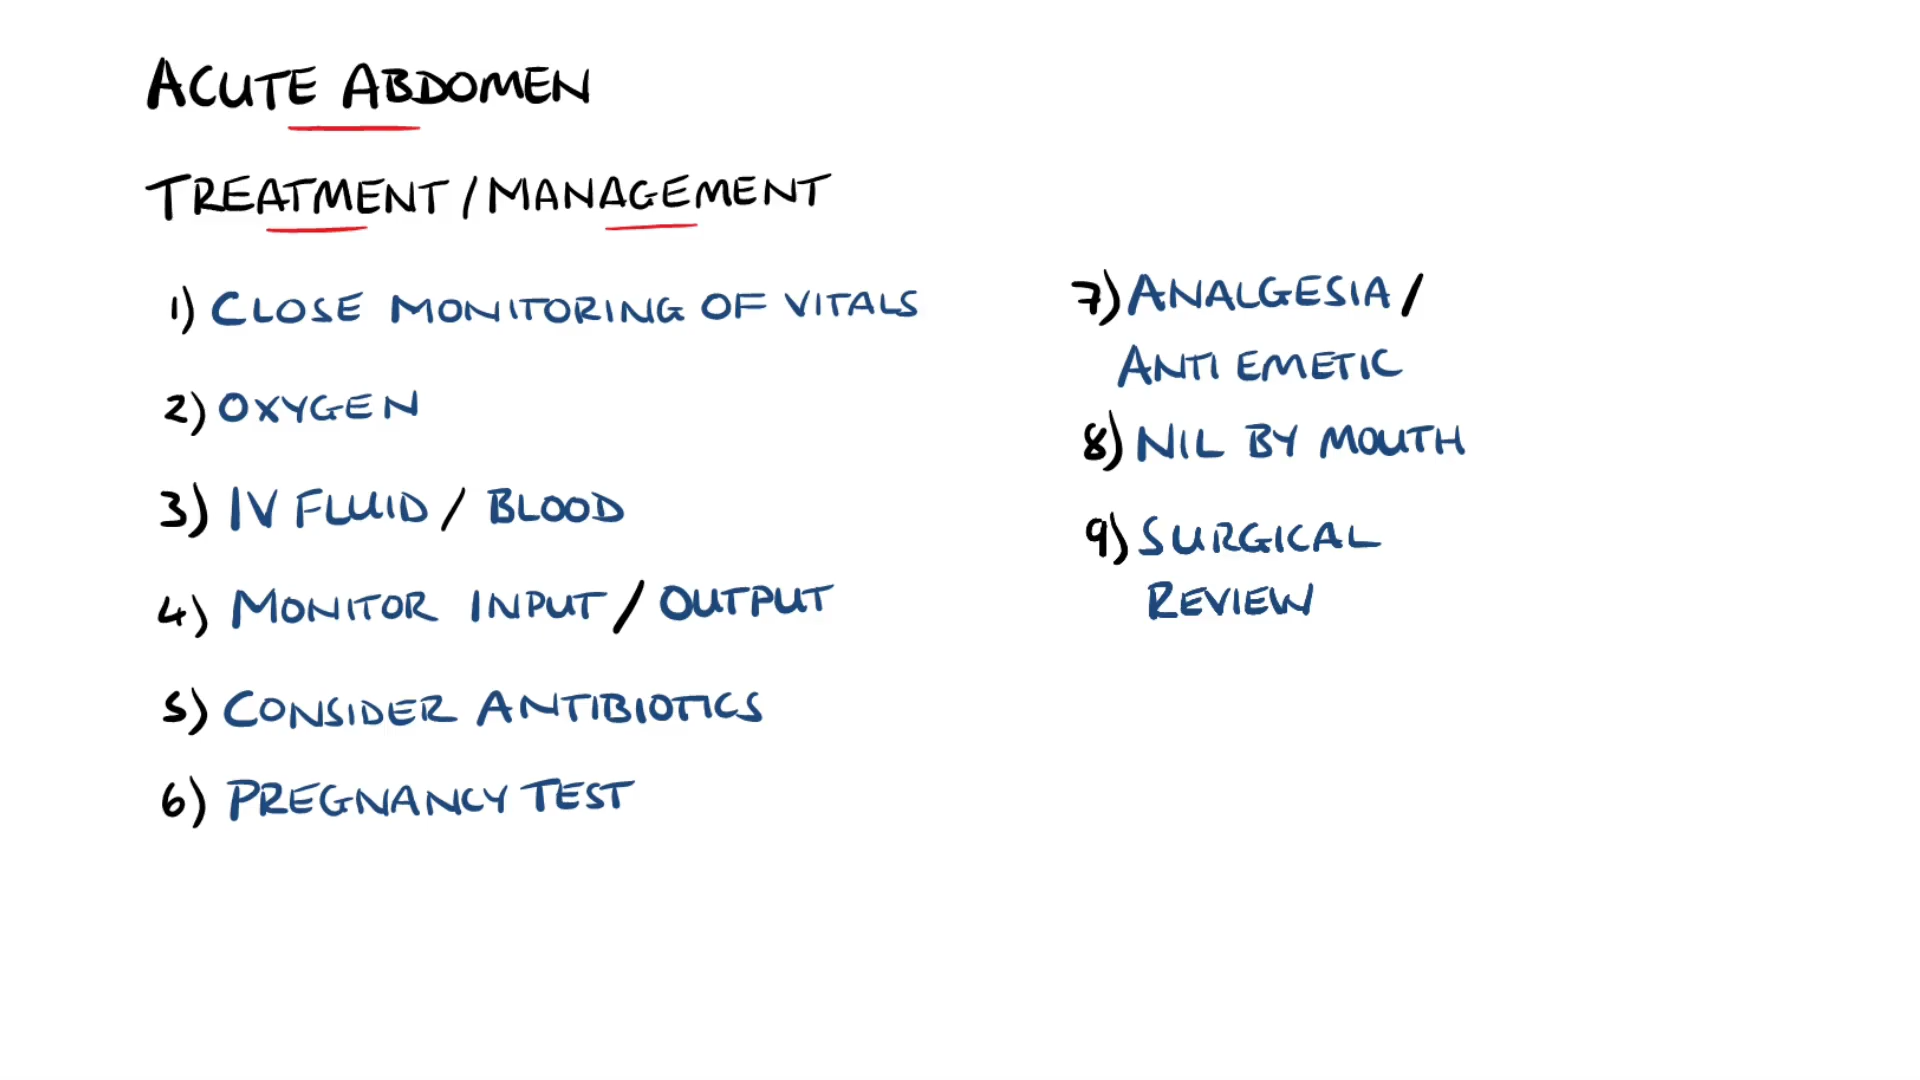 ACUTE ABDOMEN
TREATMENT / MANAGEMENT
1) CLOSE MONITORING OF VITALS
2) OXYGEN
3) IV FLUID / BLOOD
4) MONITOR INPUT / OUTPUT
5) CONSIDER ANTIBIOTICS
6) PREGNANCY TEST
7) ANALGESIA /
ANTI EMETIC
8) NIL BY MOUTH
9) SURGICAL
REVIEW